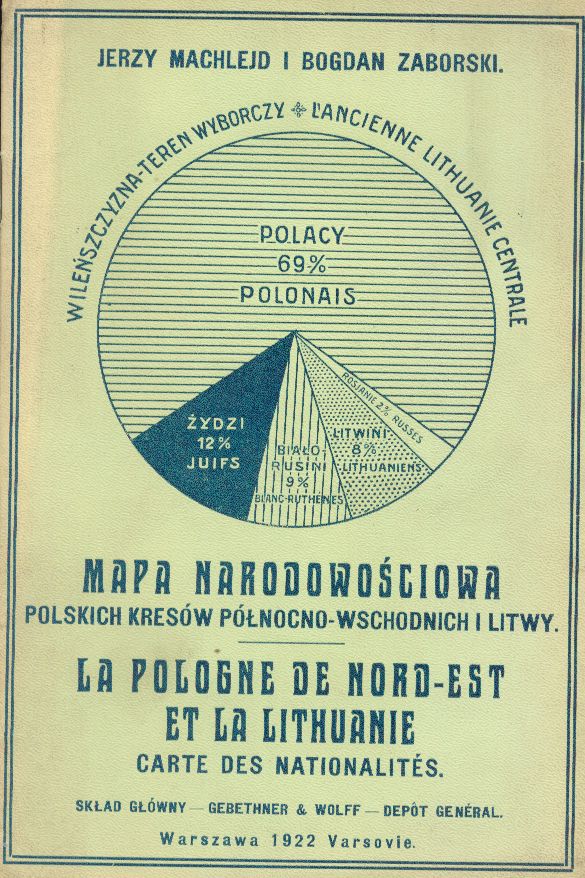 JERZY MACHLEJD I BOGDAN ZABORSKI.
WILEŃSZCZYZNA-TEREN WYBORCZY ✤ L'ANCIENNE LITHUANIE CENTRALE
POLACY
69%
POLONAIS
ROSJANIE 2% RUSSES
ŻYDZI
12%
JUIFS
BIAŁO
RUSINI
9%
BLANC-RUTHENES
LITWINI
8%
LITHUANIENS
MAPA NARODOWOŚCIOWA
POLSKICH KRESÓW PÓŁNOCNO-WSCHODNICH I LITWY.
LA POLOGNE DE NORD-EST
ET LA LITHUANIE
CARTE DES NATIONALITÉS.
SKŁAD GŁÓWNY — GEBETHNER & WOLFF — DEPÔT GENÉRAL.
Warszawa 1922 Varsovie.